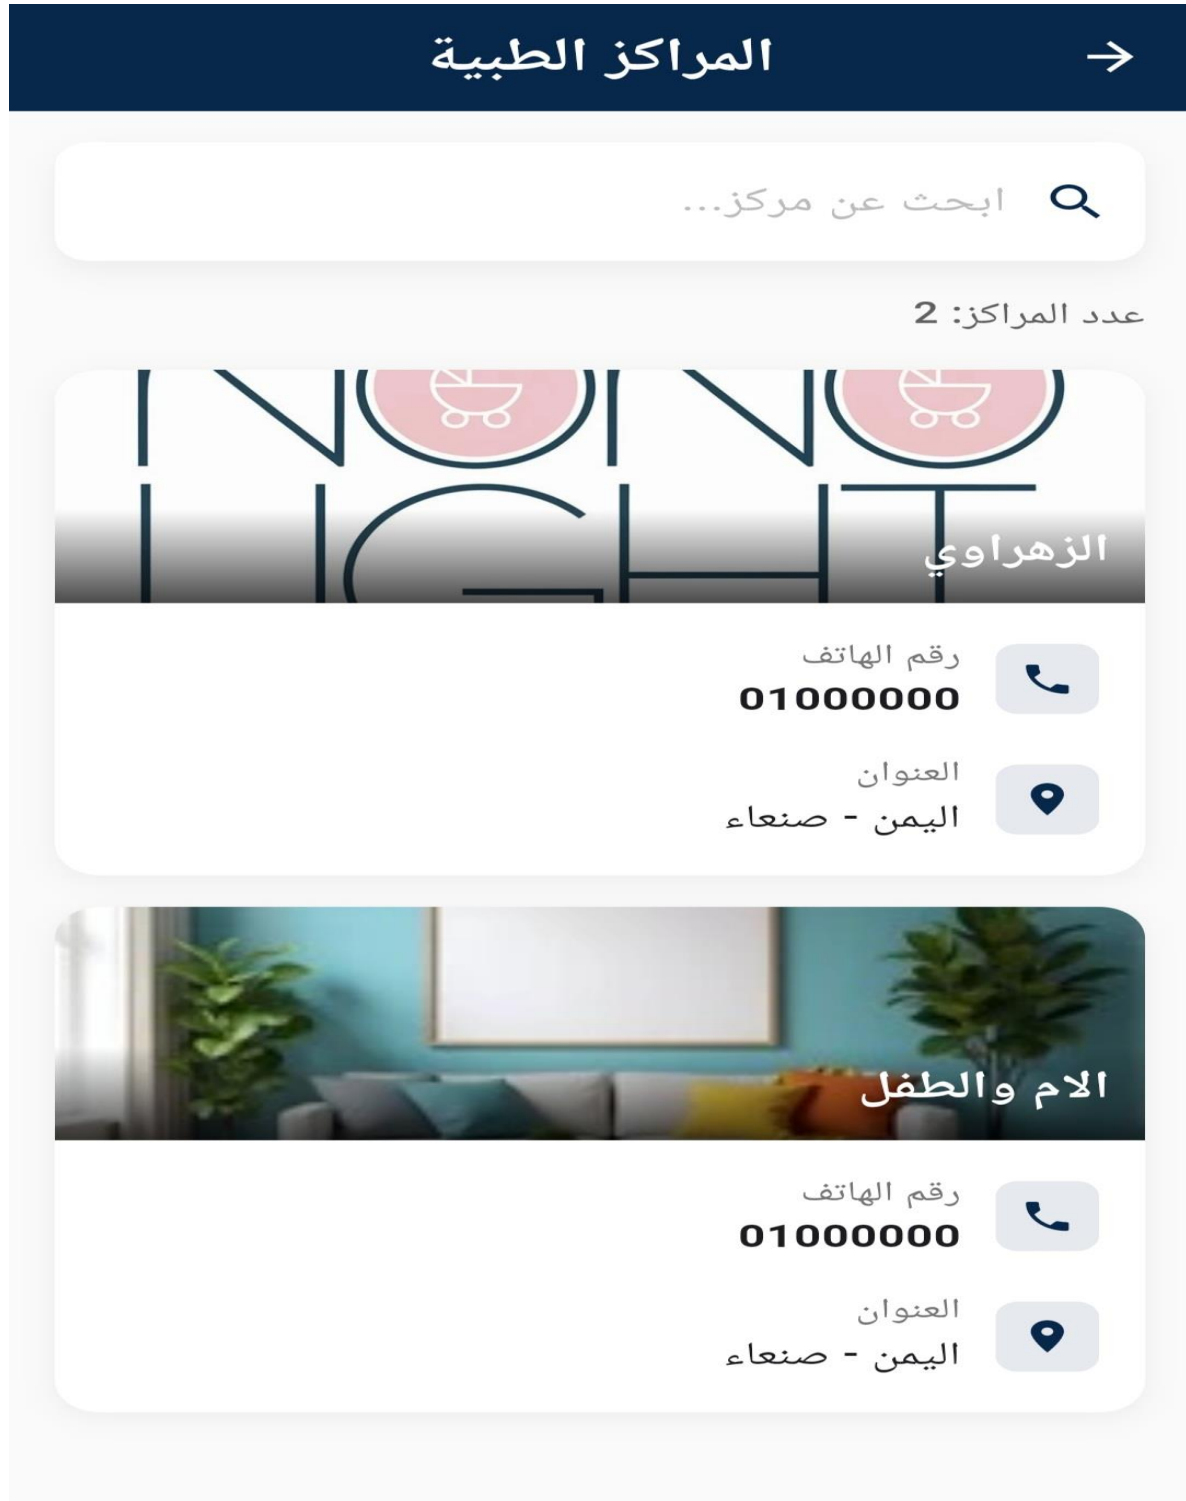 المراكز الطبية
ابحث عن مركز...
عدد المراكز: 2
NONO
LIGHT
الزهراوي
رقم الهاتف
01000000
العنوان
اليمن - صنعاء
الام والطفل
رقم الهاتف
01000000
العنوان
اليمن - صنعاء